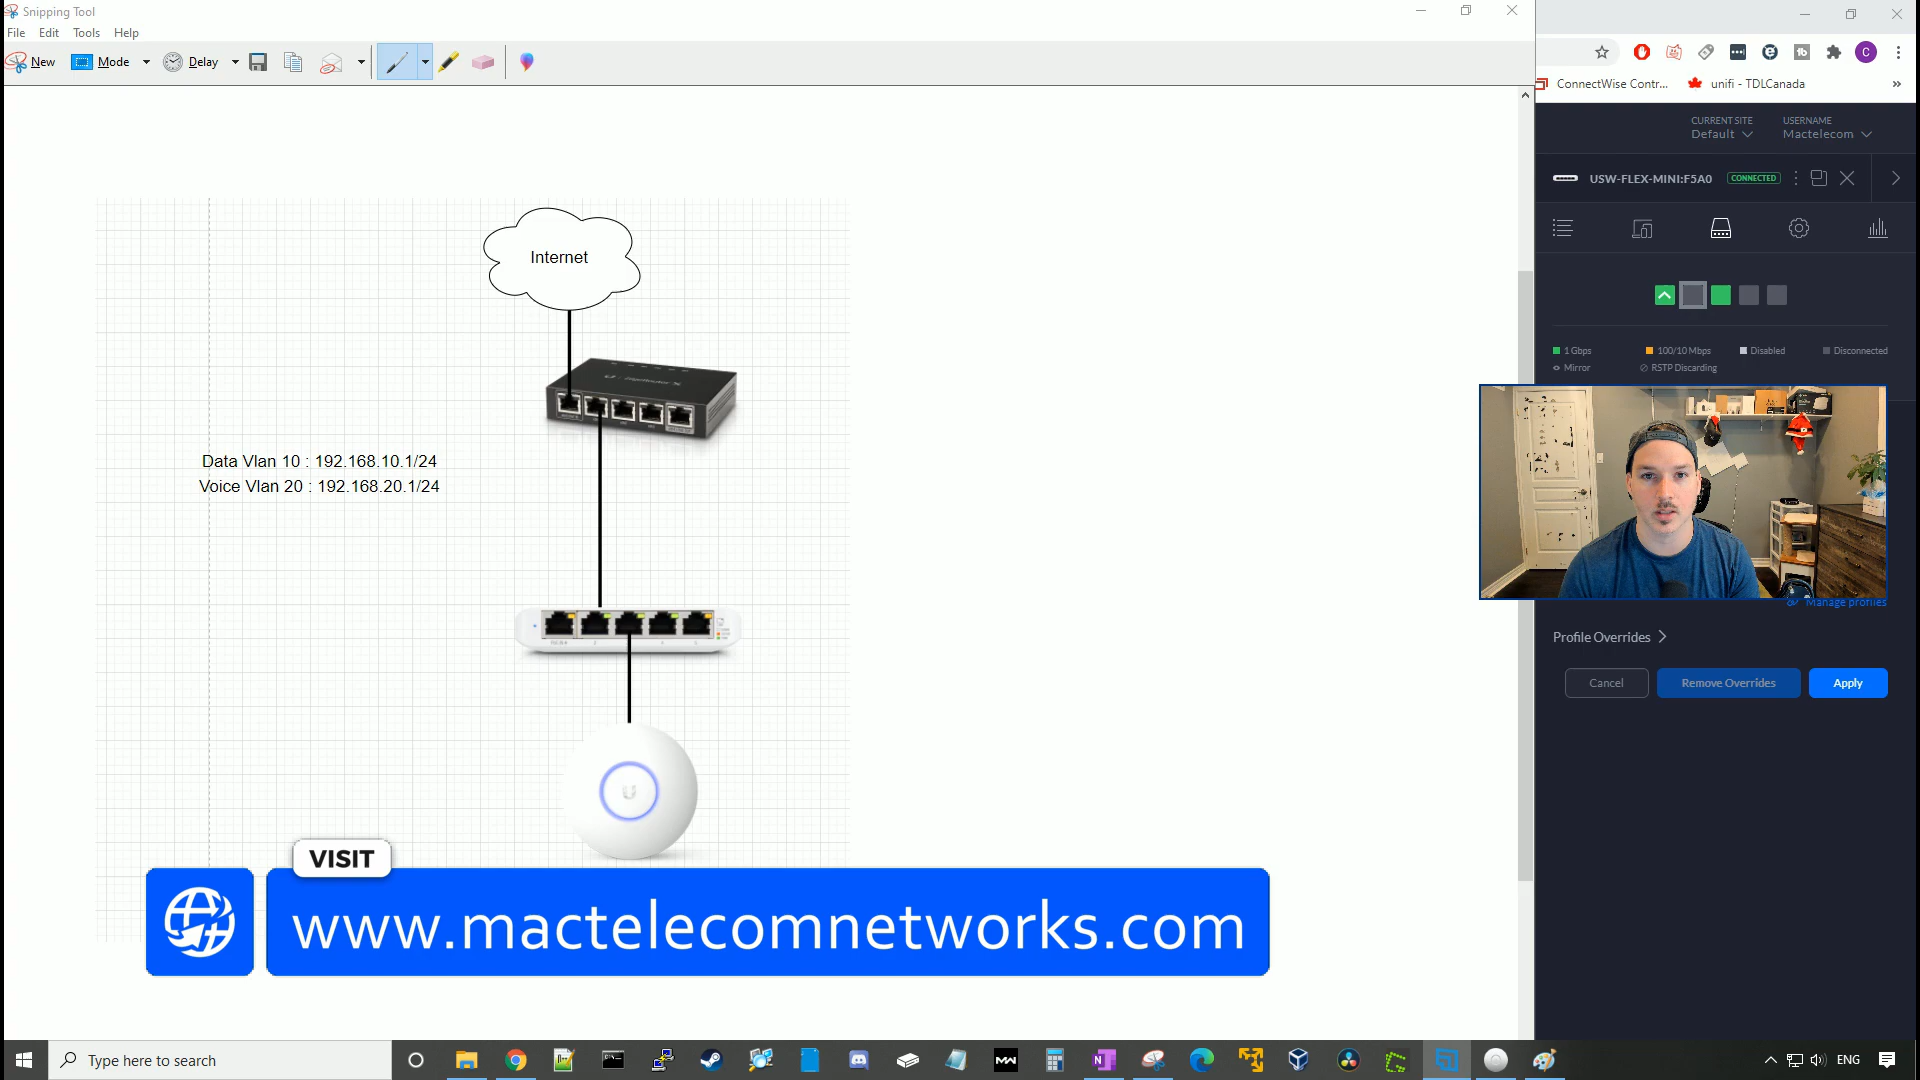 Snipping Tool
File Edit Tools Help
New Mode Delay
ConnectWise Contr... unifi - TDLCanada »
CURRENT SITE USERNAME
Default Mactelecom
USW-FLEX-MINI:F5A0 CONNECTED
1 Gbps 100/10 Mbps Disabled Disconnected
Mirror RSTP Discarding
Internet
Data Vlan 10 : 192.168.10.1/24
Voice Vlan 20 : 192.168.20.1/24
Manage profiles
Profile Overrides
Cancel Remove Overrides Apply
VISIT
www.mactelecomnetworks.com
Type here to search
ENG